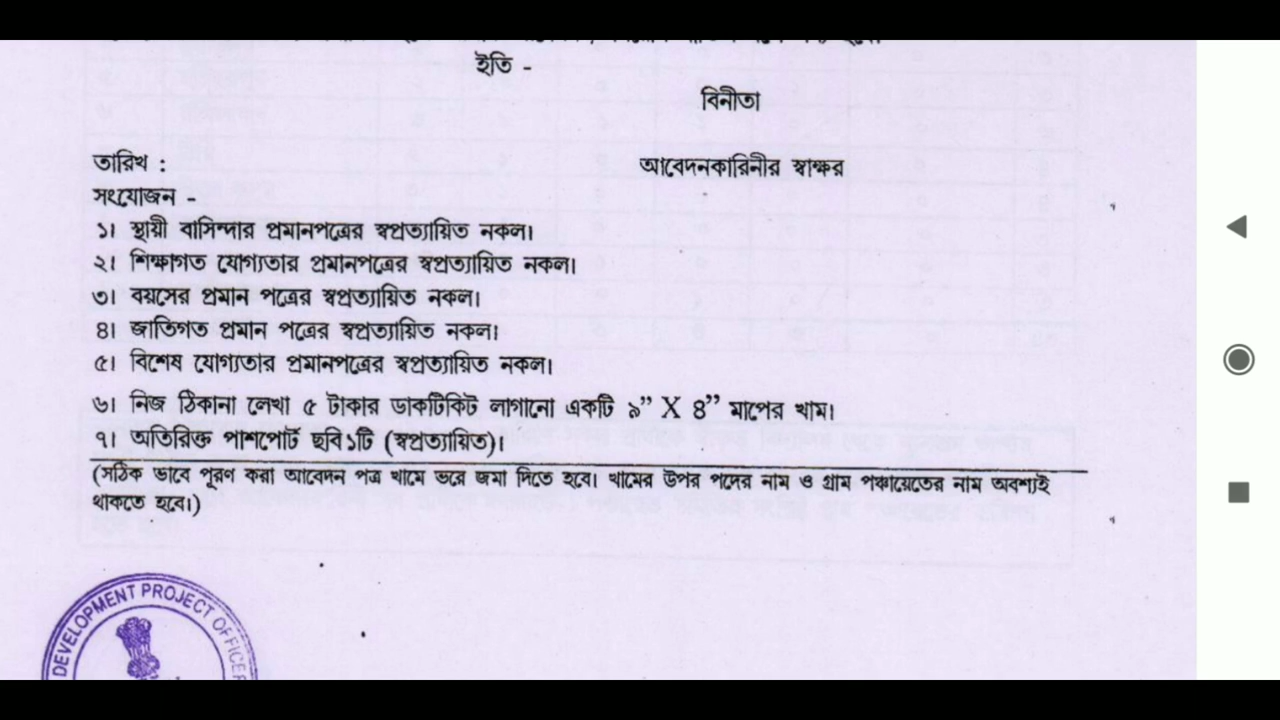 ইতি -
বিনীতা
তারিখ :
আবেদনকারিনীর স্বাক্ষর
সংযোজন -
১। স্থায়ী বাসিন্দার প্রমানপত্রের স্বপ্রত্যায়িত নকল।
২। শিক্ষাগত যোগ্যতার প্রমানপত্রের স্বপ্রত্যায়িত নকল।
৩। বয়সের প্রমান পত্রের স্বপ্রত্যায়িত নকল।
৪। জাতিগত প্রমান পত্রের স্বপ্রত্যায়িত নকল।
৫। বিশেষ যোগ্যতার প্রমানপত্রের স্বপ্রত্যায়িত নকল।
৬। নিজ ঠিকানা লেখা ৫ টাকার ডাকটিকিট লাগানো একটি ৯” X ৪” মাপের খাম।
৭। অতিরিক্ত পাশপোর্ট ছবি১টি (স্বপ্রত্যায়িত)।
(সঠিক ভাবে পূরণ করা আবেদন পত্র খামে ভরে জমা দিতে হবে। খামের উপর পদের নাম ও গ্রাম পঞ্চায়েতের নাম অবশ্যই
থাকতে হবে।)
DEVELOPMENT PROJECT OFFICER